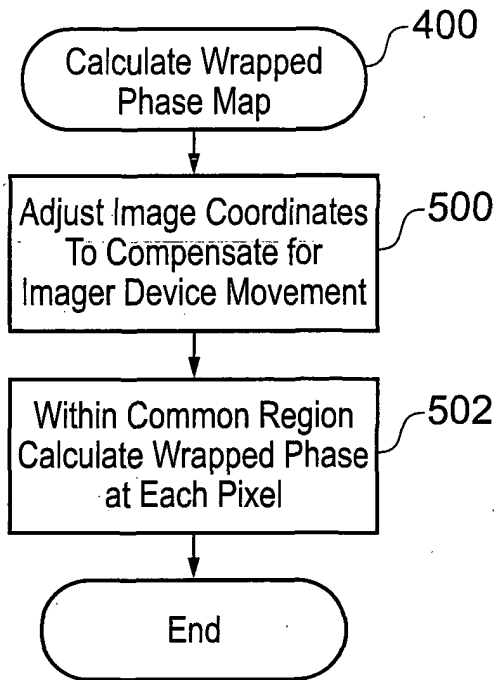 400
Calculate Wrapped
Phase Map
Adjust Image Coordinates
To Compensate for
Imager Device Movement
500
Within Common Region
Calculate Wrapped Phase
at Each Pixel
502
End